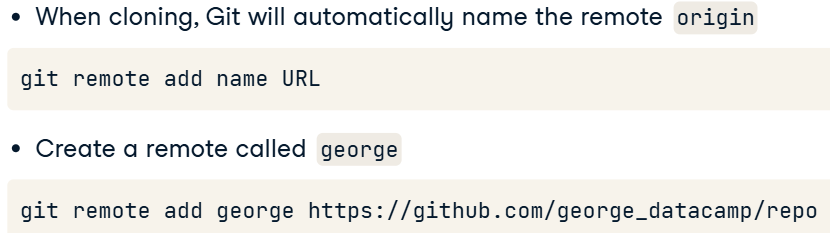 • When cloning, Git will automatically name the remote origin
git remote add name URL
• Create a remote called george
git remote add george https://github.com/george_datacamp/repo